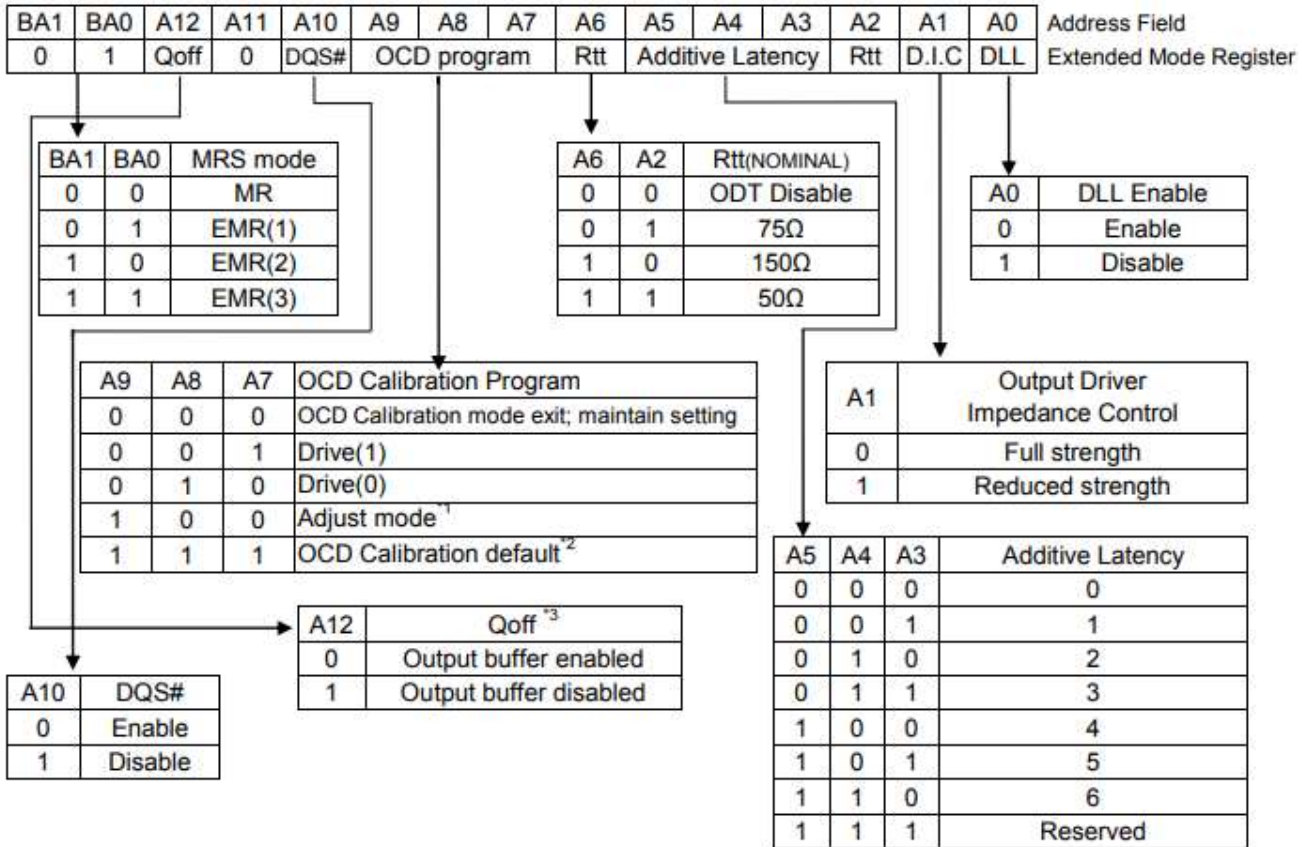 BA1 BA0 A12 A11 A10 A9 A8 A7 A6 A5 A4 A3 A2 A1 A0 Address Field
0 1 Qoff 0 DQS# OCD program Rtt Additive Latency Rtt D.I.C DLL Extended Mode Register
BA1 BA0 MRS mode
0 0 MR
0 1 EMR(1)
1 0 EMR(2)
1 1 EMR(3)
A6 A2 Rtt(NOMINAL)
0 0 ODT Disable
0 1 75Ω
1 0 150Ω
1 1 50Ω
A0 DLL Enable
0 Enable
1 Disable
A9 A8 A7 OCD Calibration Program
0 0 0 OCD Calibration mode exit; maintain setting
0 0 1 Drive(1)
0 1 0 Drive(0)
1 0 0 Adjust mode*1
1 1 1 OCD Calibration default*2
A1 Output Driver
Impedance Control
0 Full strength
1 Reduced strength
A5 A4 A3 Additive Latency
0 0 0 0
0 0 1 1
0 1 0 2
0 1 1 3
1 0 0 4
1 0 1 5
1 1 0 6
1 1 1 Reserved
A12 Qoff *3
0 Output buffer enabled
1 Output buffer disabled
A10 DQS#
0 Enable
1 Disable